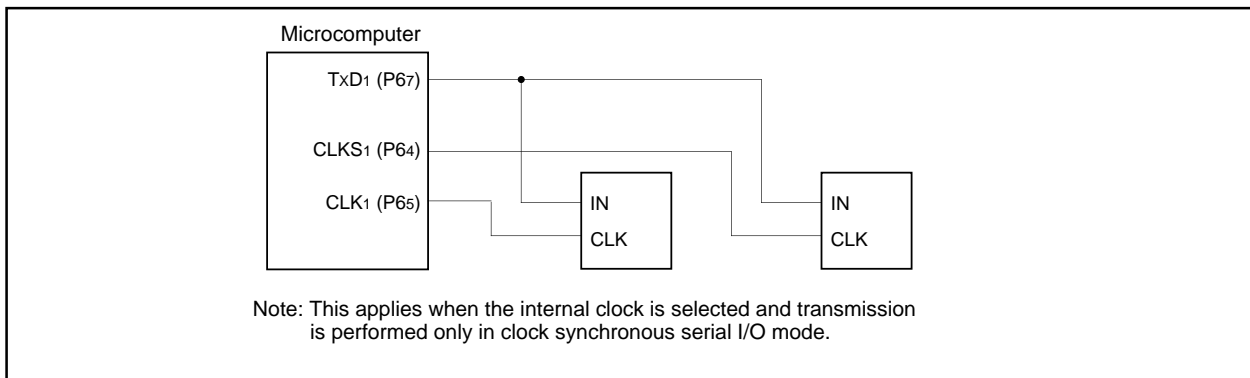 Microcomputer
TXD1 (P67)
CLKS1 (P64)
CLK1 (P65)
IN
CLK
IN
CLK
Note: This applies when the internal clock is selected and transmission
is performed only in clock synchronous serial I/O mode.